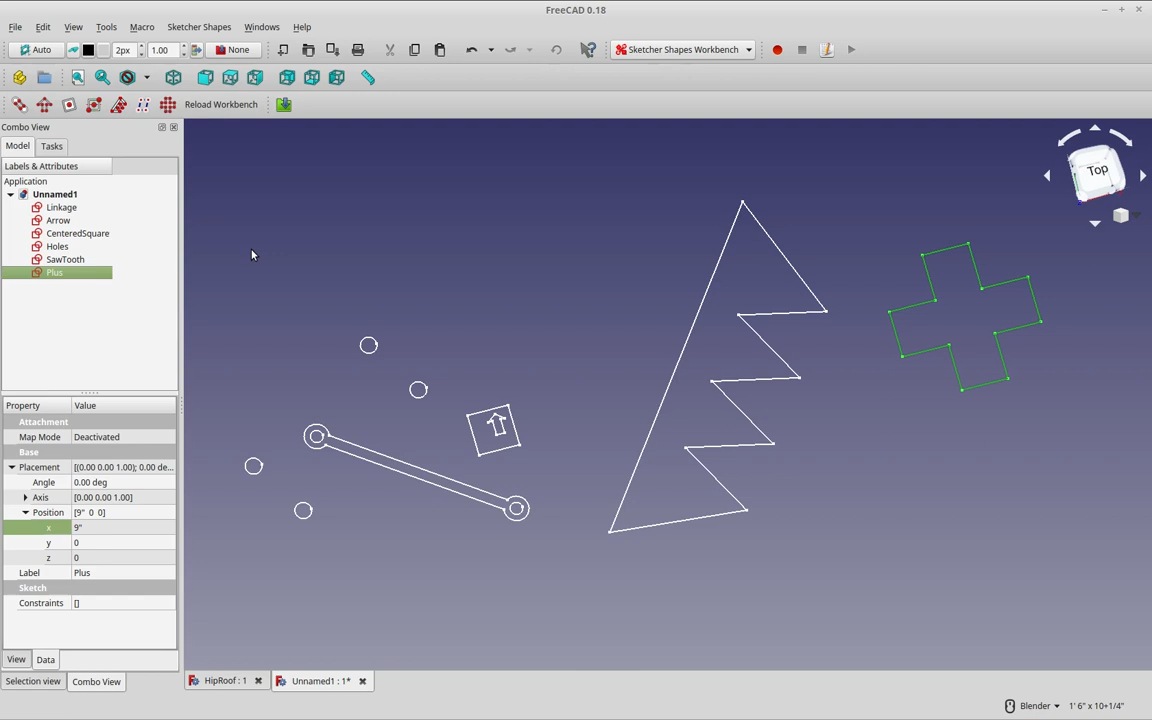 FreeCAD 0.18
File Edit View Tools Macro Sketcher Shapes Windows Help
Auto 2px 1.00 None Sketcher Shapes Workbench
Reload Workbench
Combo View
Model Tasks
Labels & Attributes
Application
Unnamed1
Linkage
Arrow
CenteredSquare
Holes
SawTooth
Plus
Top
Property Value
Attachment
Map Mode Deactivated
Base
Placement [(0.00 0.00 1.00); 0.00 de...
Angle 0.00 deg
Axis [0.00 0.00 1.00]
Position [9" 0 0]
x 9"
y 0
z 0
Label Plus
Sketch
Constraints []
View Data
Selection view Combo View
HipRoof : 1 Unnamed1 : 1*
Blender 1' 6" x 10+1/4"